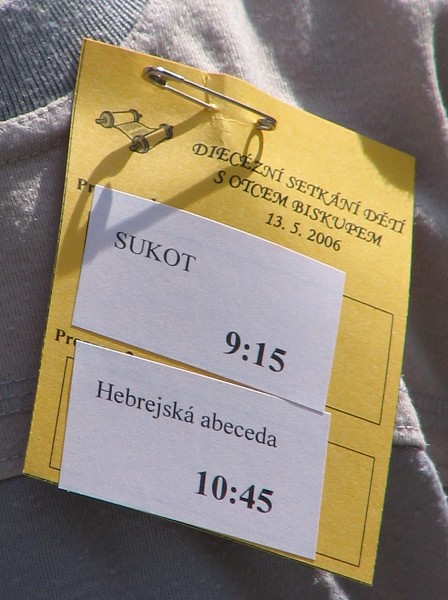 DIECÉZNÍ SETKÁNÍ DĚTÍ
S OTCEM BISKUPEM
13. 5. 2006
SUKOT
9:15
Hebrejská abeceda
10:45